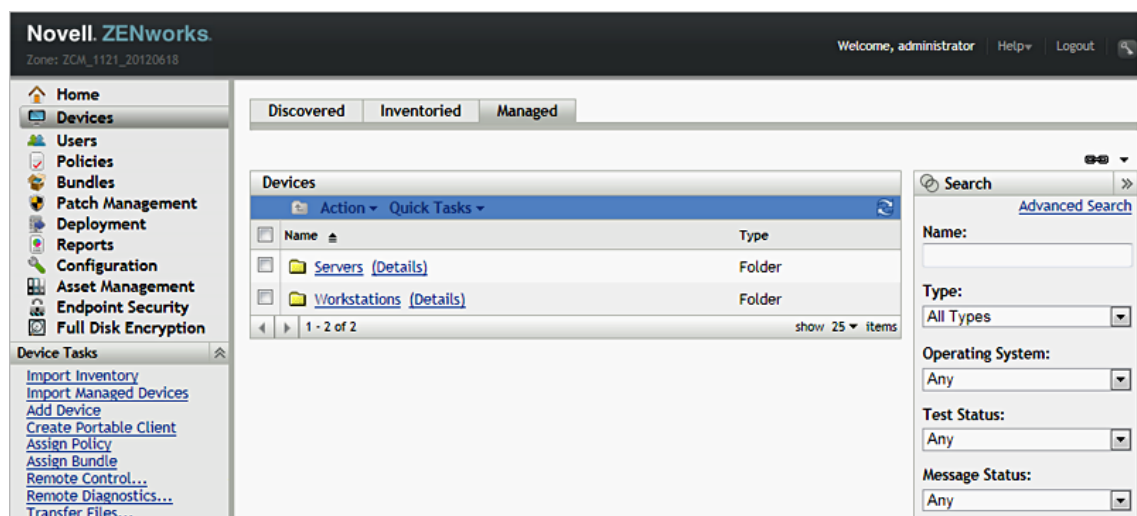 Novell. ZENworks.
Zone: ZCM_1121_20120618
Welcome, administrator Help Logout
Home
Devices
Users
Policies
Bundles
Patch Management
Deployment
Reports
Configuration
Asset Management
Endpoint Security
Full Disk Encryption
Device Tasks
Import Inventory
Import Managed Devices
Add Device
Create Portable Client
Assign Policy
Assign Bundle
Remote Control...
Remote Diagnostics...
Transfer Files...
Discovered Inventoried Managed
Devices
Action Quick Tasks
Name Type
Servers (Details) Folder
Workstations (Details) Folder
1 - 2 of 2 show 25 items
Search
Advanced Search
Name:
Type:
All Types
Operating System:
Any
Test Status:
Any
Message Status:
Any